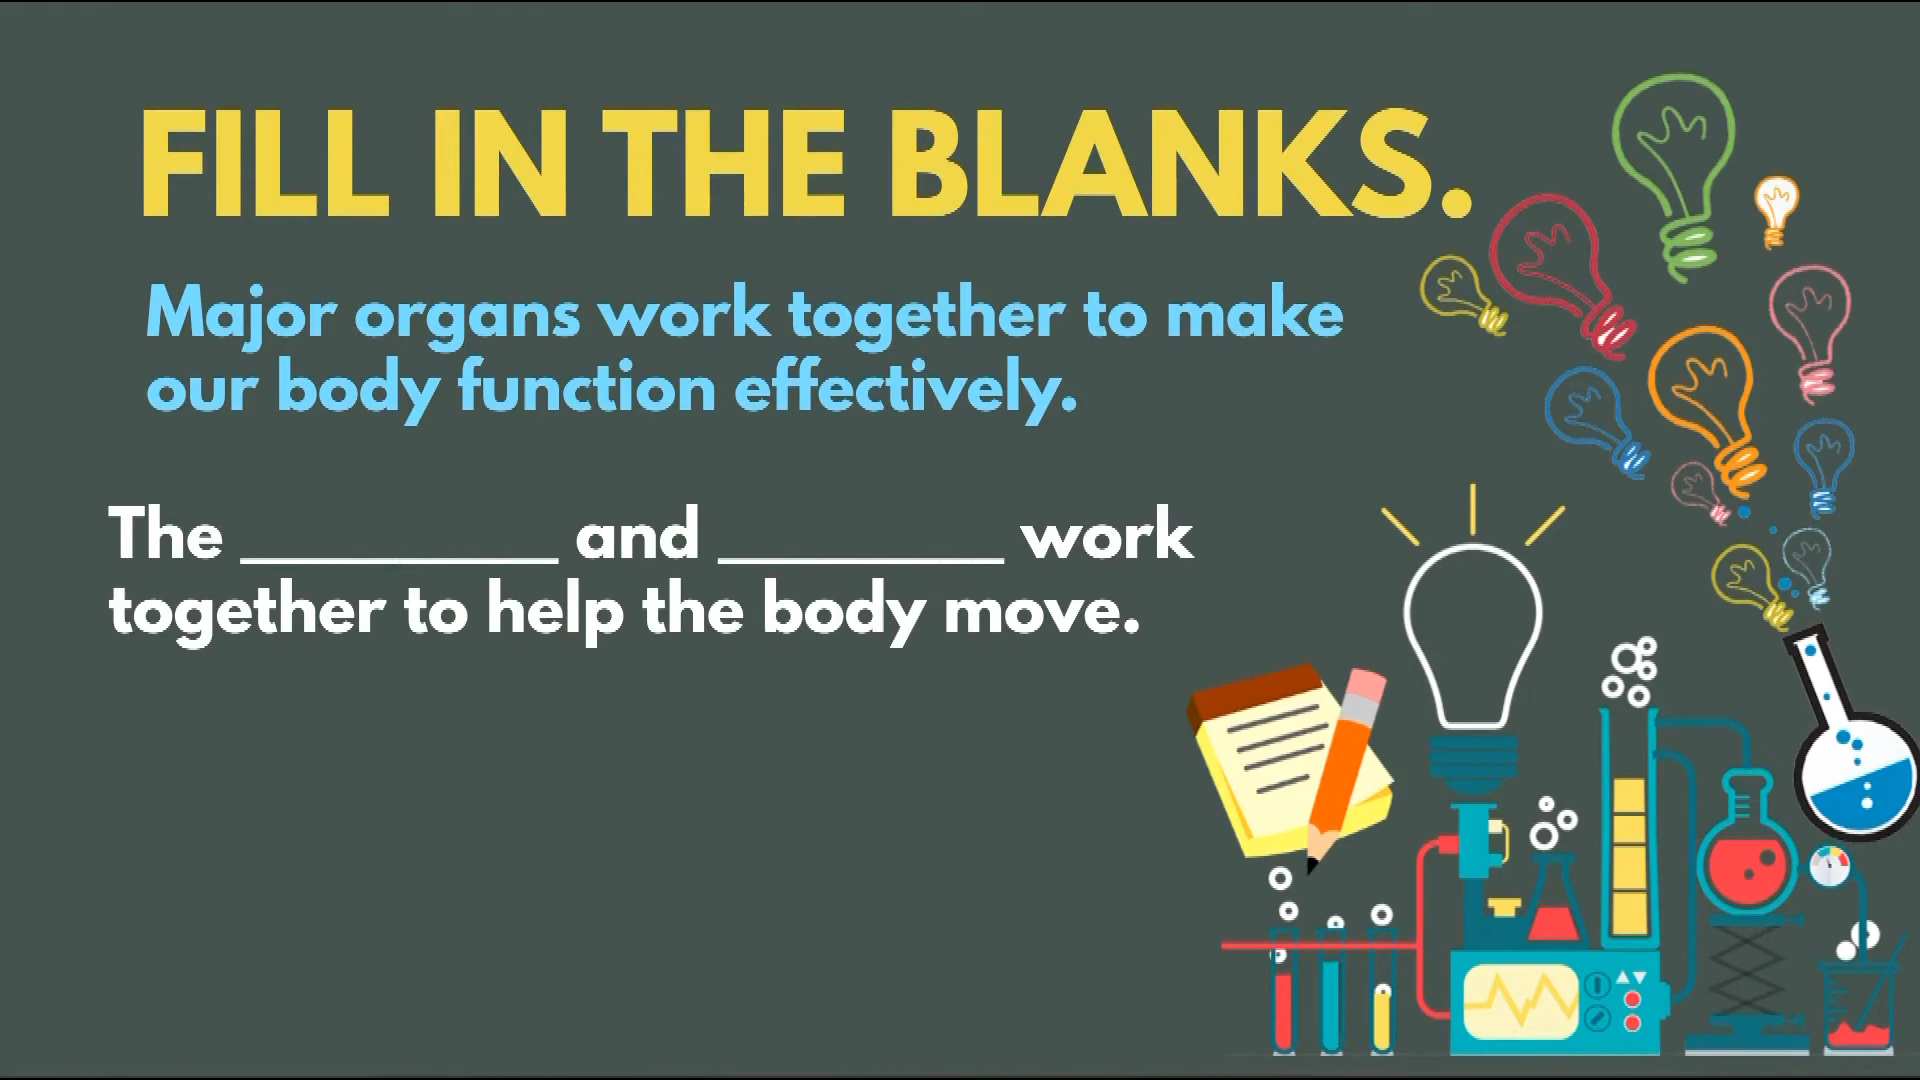 FILL IN THE BLANKS.
Major organs work together to make
our body function effectively.
The __________ and _________ work
together to help the body move.